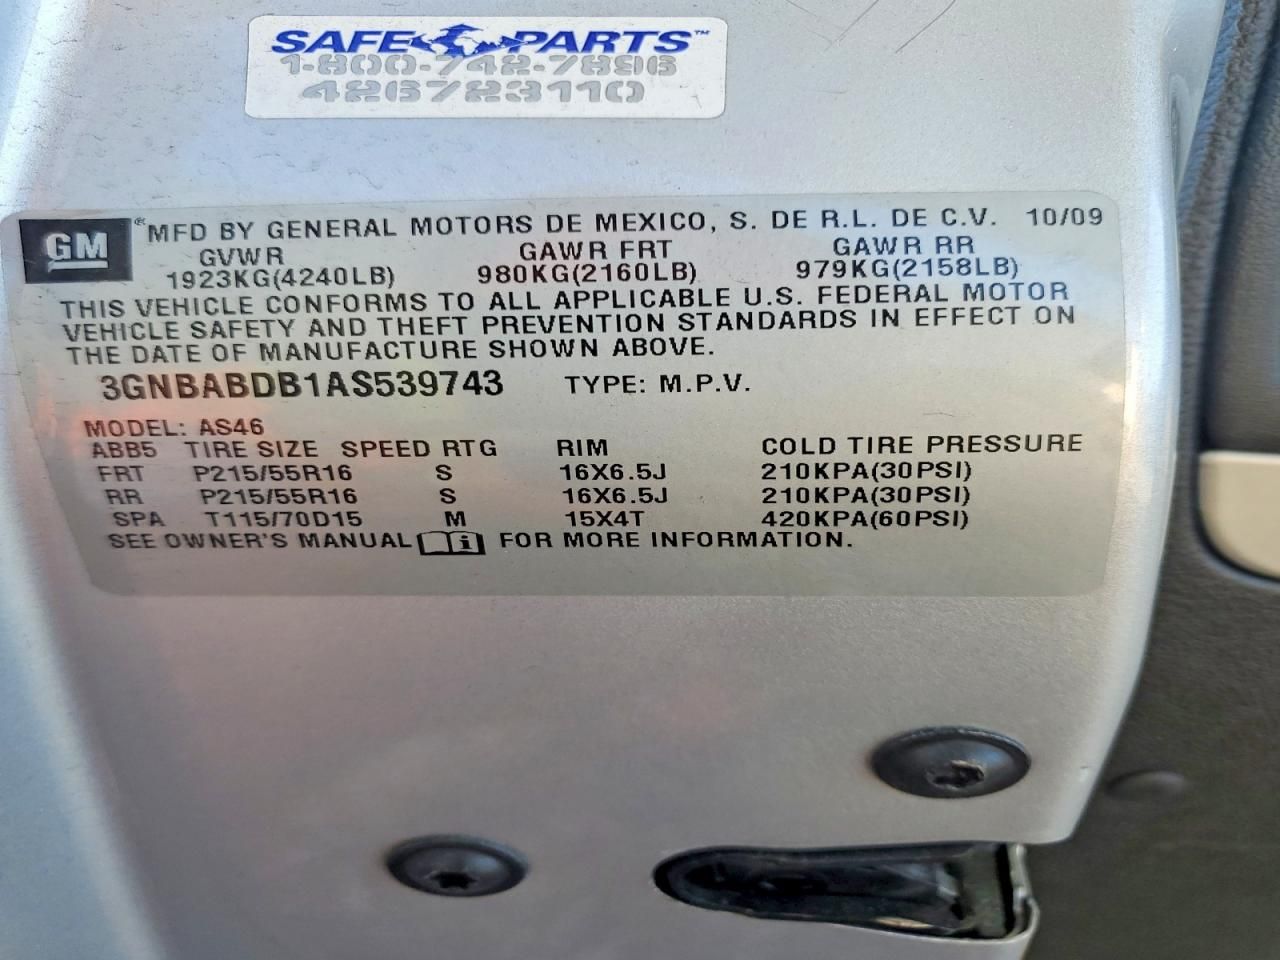 SAFE PARTS™
1-800-742-7896
426723110
GM ® MFD BY GENERAL MOTORS DE MEXICO, S. DE R.L. DE C.V. 10/09
GVWR GAWR FRT GAWR RR
1923KG(4240LB) 980KG(2160LB) 979KG(2158LB)
THIS VEHICLE CONFORMS TO ALL APPLICABLE U.S. FEDERAL MOTOR
VEHICLE SAFETY AND THEFT PREVENTION STANDARDS IN EFFECT ON
THE DATE OF MANUFACTURE SHOWN ABOVE.
3GNBABDB1AS539743 TYPE: M.P.V.
MODEL: AS46
ABB5 TIRE SIZE SPEED RTG RIM COLD TIRE PRESSURE
FRT P215/55R16 S 16X6.5J 210KPA(30PSI)
RR P215/55R16 S 16X6.5J 210KPA(30PSI)
SPA T115/70D15 M 15X4T 420KPA(60PSI)
SEE OWNER'S MANUAL i FOR MORE INFORMATION.